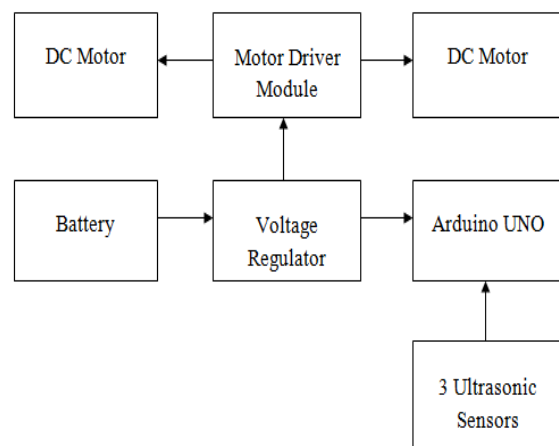 DC Motor
Motor Driver
Module
DC Motor
Battery
Voltage
Regulator
Arduino UNO
3 Ultrasonic
Sensors